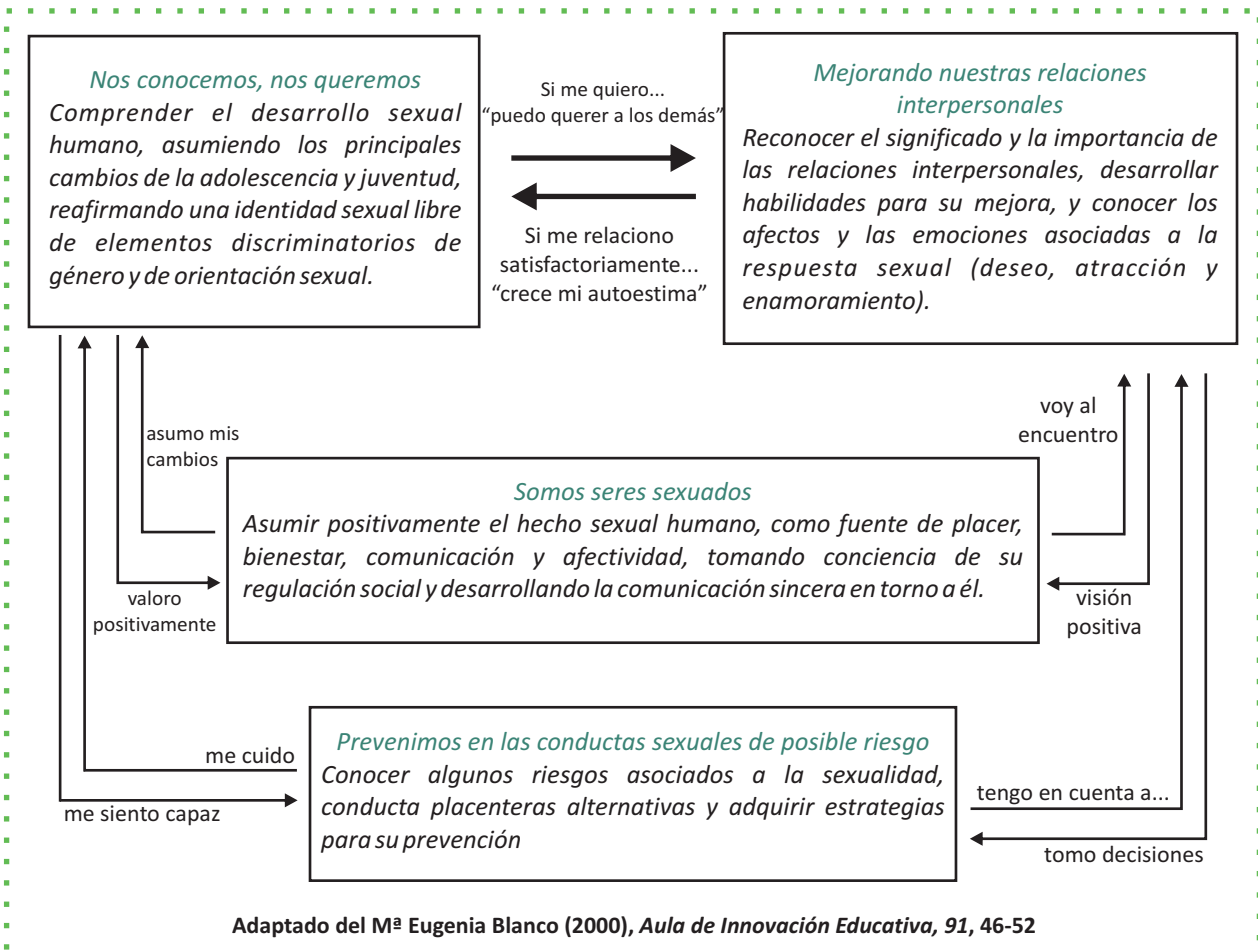 Nos conocemos, nos queremos
Comprender el desarrollo sexual
humano, asumiendo los principales
cambios de la adolescencia y juventud,
reafirmando una identidad sexual libre
de elementos discriminatorios de
género y de orientación sexual.
Si me quiero...
“puedo querer a los demás”
Si me relaciono
satisfactoriamente...
“crece mi autoestima”
Mejorando nuestras relaciones
interpersonales
Reconocer el significado y la importancia de
las relaciones interpersonales, desarrollar
habilidades para su mejora, y conocer los
afectos y las emociones asociadas a la
respuesta sexual (deseo, atracción y
enamoramiento).
asumo mis
cambios
voy al
encuentro
Somos seres sexuados
Asumir positivamente el hecho sexual humano, como fuente de placer,
bienestar, comunicación y afectividad, tomando conciencia de su
regulación social y desarrollando la comunicación sincera en torno a él.
valoro
positivamente
visión
positiva
Prevenimos en las conductas sexuales de posible riesgo
Conocer algunos riesgos asociados a la sexualidad,
conducta placenteras alternativas y adquirir estrategias
para su prevención
me cuido
me siento capaz
tengo en cuenta a...
tomo decisiones
Adaptado del Mª Eugenia Blanco (2000), Aula de Innovación Educativa, 91, 46-52